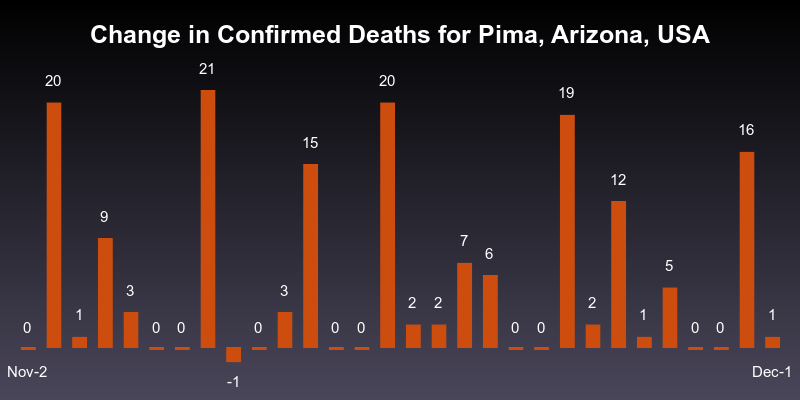 Change in Confirmed Deaths for Pima, Arizona, USA
0 20 1 9 3 0 0 21 -1 0 3 15 0 0 20 2 2 7 6 0 0 19 2 12 1 5 0 0 16 1
Nov-2 Dec-1